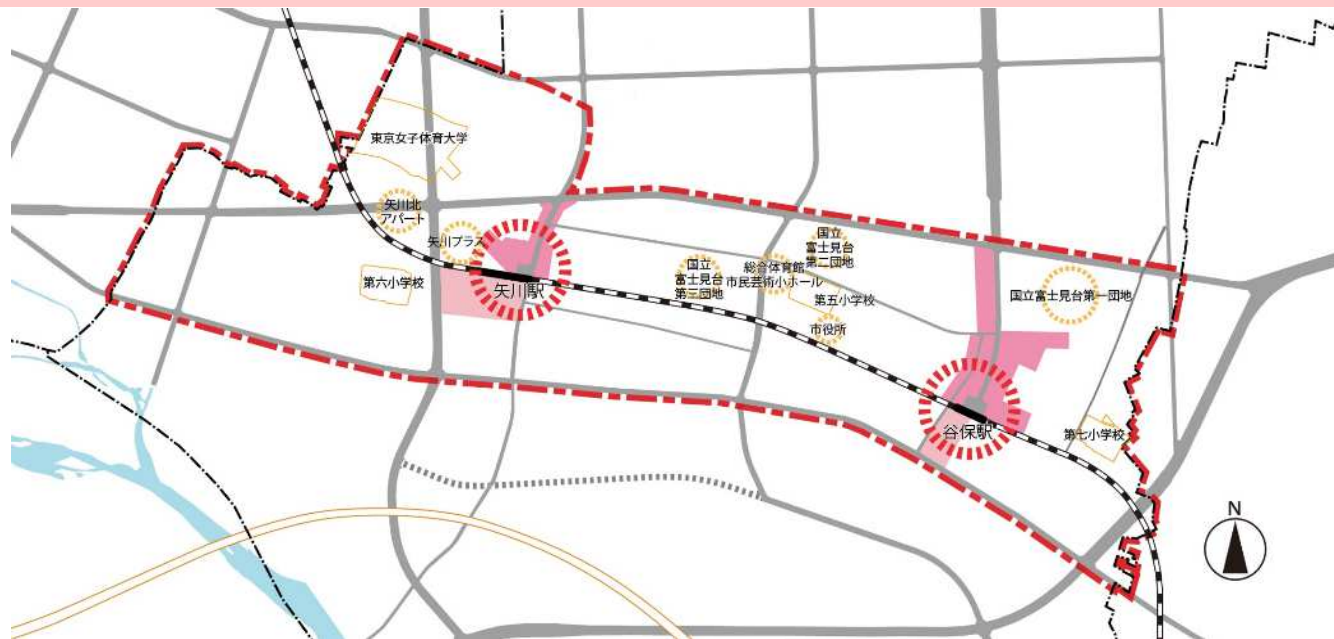 東京女子体育大学
矢川北
アパート
矢川プラス
第六小学校
矢川駅
国立
富士見台
第三団地
総合体育館
市民芸術小ホール
国立
富士見台
第二団地
第五小学校
市役所
国立富士見台第一団地
谷保駅
第七小学校
N